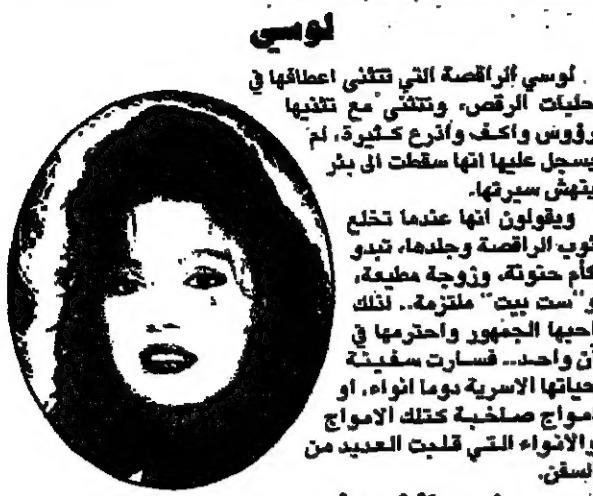 لوسي
. لوسي الراقصة التي تتثنى اعطافها في
حلبات الرقص، وتتثنى مع تثنيها
رؤوس واكف وأذرع كثيرة، لم
يسجل عليها انها سقطت الى بئر
ينهش سيرتها.
ويقولون انها عندما تخلع
ثوب الراقصة وجلدها، تبدو
كأم حنونة، وزوجة مطيعة،
و"ست بيت" ملتزمة.. لذلك
احبها الجمهور واحترمها في
آن واحد.. فسارت سفينة
حياتها الاسرية دوما انواء، او
امواج صاخبة كتلك الامواج
والانواء التي قلبت العديد من
السفن.